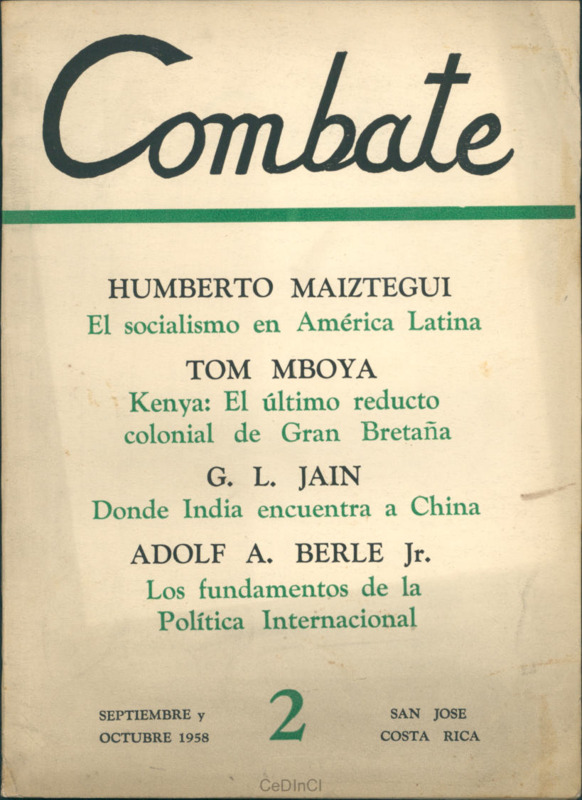 Combate
HUMBERTO MAIZTEGUI
El socialismo en América Latina
TOM MBOYA
Kenya: El último reducto
colonial de Gran Bretaña
G. L. JAIN
Donde India encuentra a China
ADOLF A. BERLE Jr.
Los fundamentos de la
Política Internacional
SEPTIEMBRE y
OCTUBRE 1958
2
SAN JOSE
COSTA RICA
CeDInCI